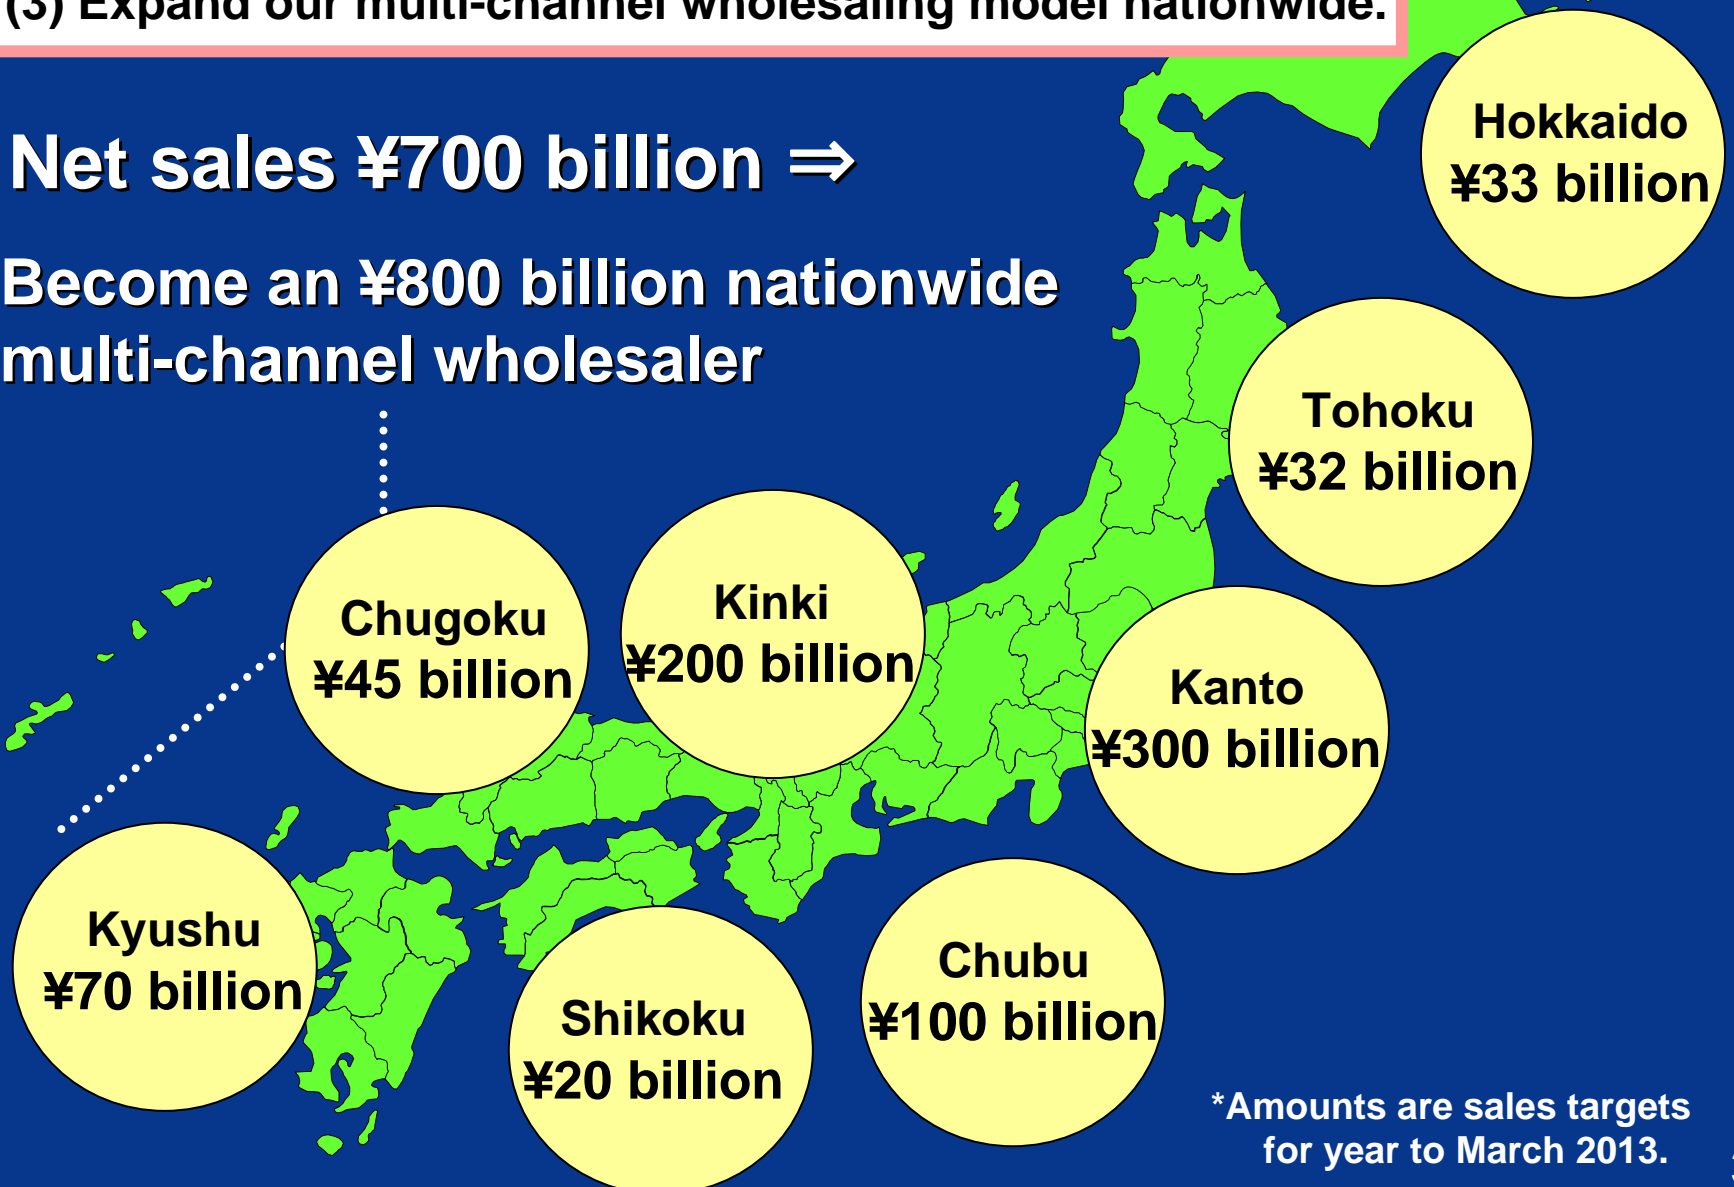 (3) Expand our multi-channel wholesaling model nationwide.
Net sales ¥700 billion ⇒
Become an ¥800 billion nationwide
multi-channel wholesaler
Hokkaido
¥33 billion
Tohoku
¥32 billion
Chugoku
¥45 billion
Kinki
¥200 billion
Kanto
¥300 billion
Kyushu
¥70 billion
Shikoku
¥20 billion
Chubu
¥100 billion
*Amounts are sales targets
for year to March 2013.